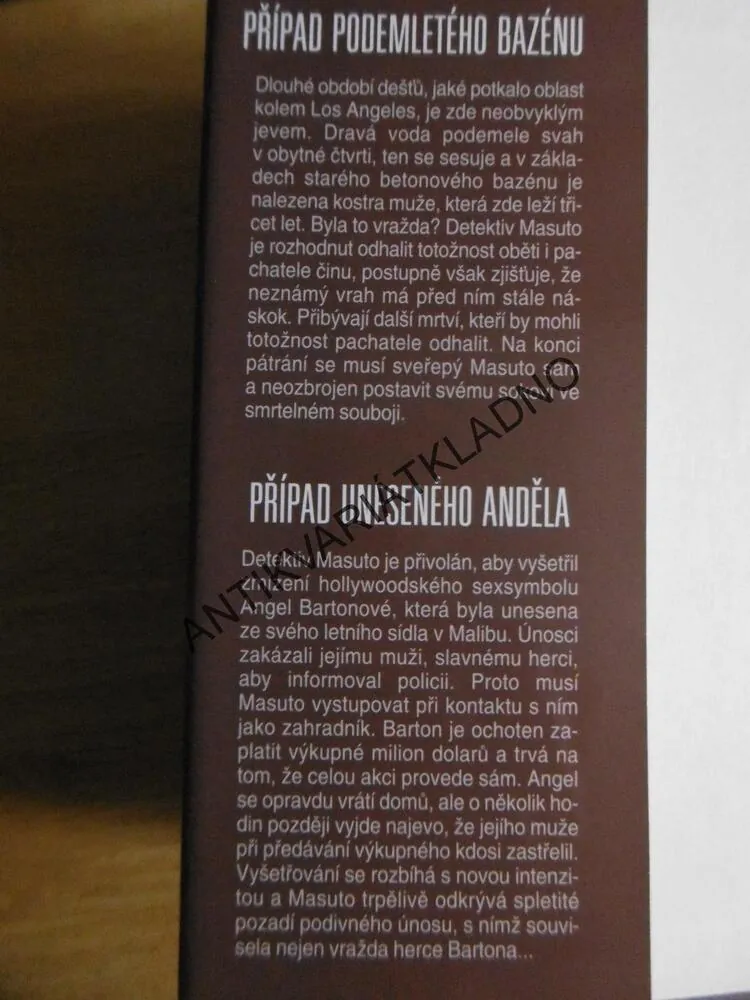 PŘÍPAD PODEMLETÉHO BAZÉNU
Dlouhé období dešťů, jaké potkalo oblast
kolem Los Angeles, je zde neobvyklým
jevem. Dravá voda podemele svah
v obytné čtvrti, ten se sesuje a v zákla-
dech starého betonového bazénu je
nalezena kostra muže, která zde leží tři-
cet let. Byla to vražda? Detektiv Masuto
je rozhodnut odhalit totožnost oběti i pa-
chatele činu, postupně však zjišťuje, že
neznámý vrah má před ním stále ná-
skok. Přibývají další mrtví, kteří by mohli
totožnost pachatele odhalit. Na konci
pátrání se musí sveřepý Masuto sám
a neozbrojen postavit svému sokovi ve
smrtelném souboji.
PŘÍPAD UNESENÉHO ANDĚLA
Detektiv Masuto je přivolán, aby vyšetřil
zmizení hollywoodského sexsymbolu
Angel Bartonové, která byla unesena
ze svého letního sídla v Malibu. Únosci
zakázali jejímu muži, slavnému herci,
aby informoval policii. Proto musí
Masuto vystupovat při kontaktu s ním
jako zahradník. Barton je ochoten za-
platit výkupné milion dolarů a trvá na
tom, že celou akci provede sám. Angel
se opravdu vrátí domů, ale o několik ho-
din později vyjde najevo, že jejího muže
při předávání výkupného kdosi zastřelil.
Vyšetřování se rozbíhá s novou intenzi-
tou a Masuto trpělivě odkrývá spletité
pozadí podivného únosu, s nímž souvi-
sela nejen vražda herce Bartona...
ANTIKVARIÁTKLADNO